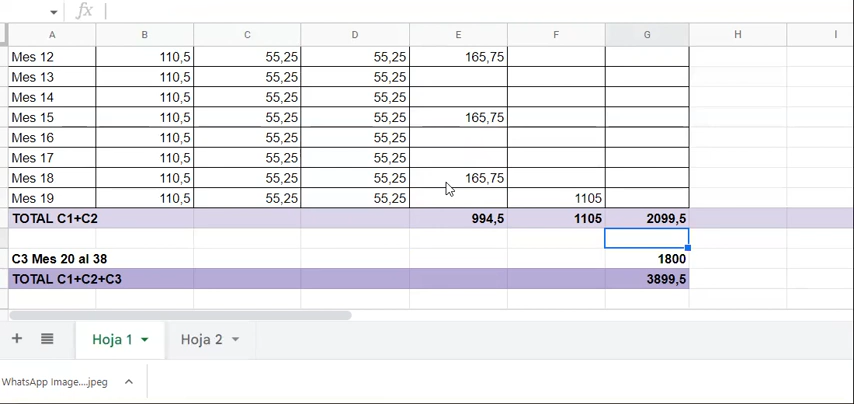 fx
A B C D E F G H I
Mes 12 110,5 55,25 55,25 165,75
Mes 13 110,5 55,25 55,25
Mes 14 110,5 55,25 55,25
Mes 15 110,5 55,25 55,25 165,75
Mes 16 110,5 55,25 55,25
Mes 17 110,5 55,25 55,25
Mes 18 110,5 55,25 55,25 165,75
Mes 19 110,5 55,25 55,25 1105
TOTAL C1+C2 994,5 1105 2099,5
C3 Mes 20 al 38 1800
TOTAL C1+C2+C3 3899,5
Hoja 1 Hoja 2
WhatsApp Image....jpeg